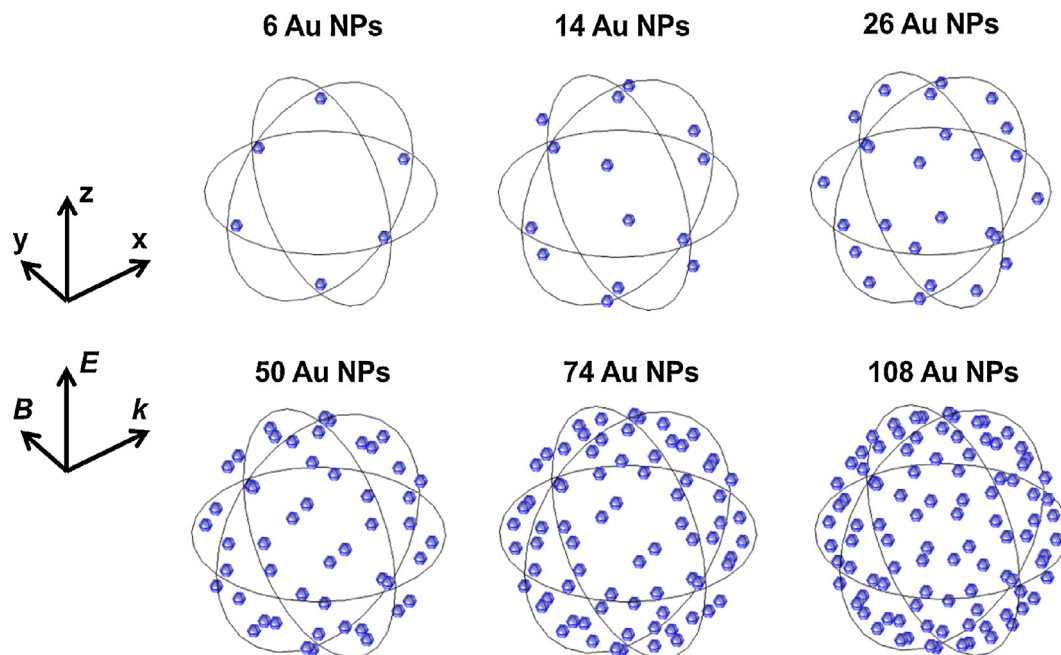 6 Au NPs
14 Au NPs
26 Au NPs
z
y
x
50 Au NPs
74 Au NPs
108 Au NPs
E
B
k